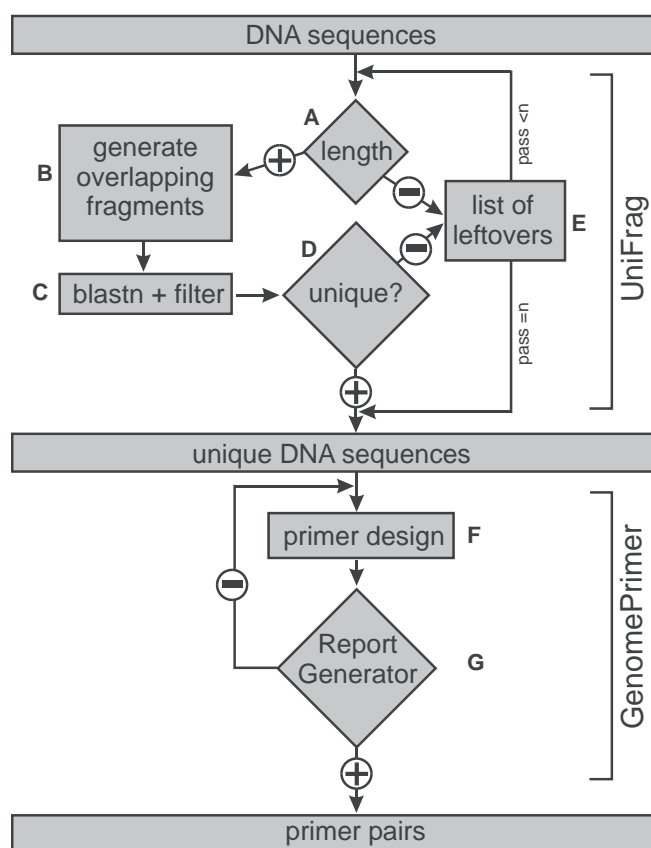 DNA sequences
A
length
B
generate
overlapping
fragments
pass <n
list of
leftovers
E
C
blastn + filter
D
unique?
pass =n
UniFrag
unique DNA sequences
primer design
F
Report
Generator
G
GenomePrimer
primer pairs